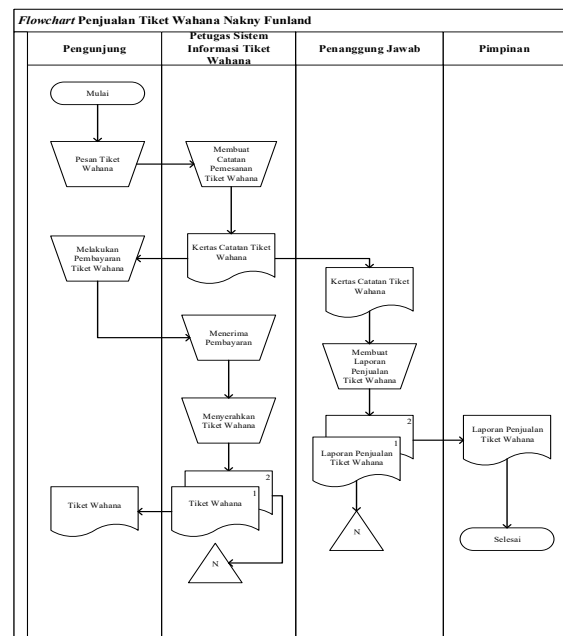 Flowchart Penjualan Tiket Wahana Nakny Funland
Pengunjung
Petugas Sistem
Informasi Tiket
Wahana
Penanggung Jawab
Pimpinan
Mulai
Pesan Tiket
Wahana
Membuat
Catatan
Pemesanan
Tiket Wahana
Melakukan
Pembayaran
Tiket Wahana
Kertas Catatan Tiket
Wahana
Kertas Catatan Tiket
Wahana
Menerima
Pembayaran
Membuat
Laporan
Penjualan
Tiket Wahana
Menyerahkan
Tiket Wahana
2
1
Laporan Penjualan
Tiket Wahana
Laporan Penjualan
Tiket Wahana
Tiket Wahana
2
1
Tiket Wahana
N
N
Selesai